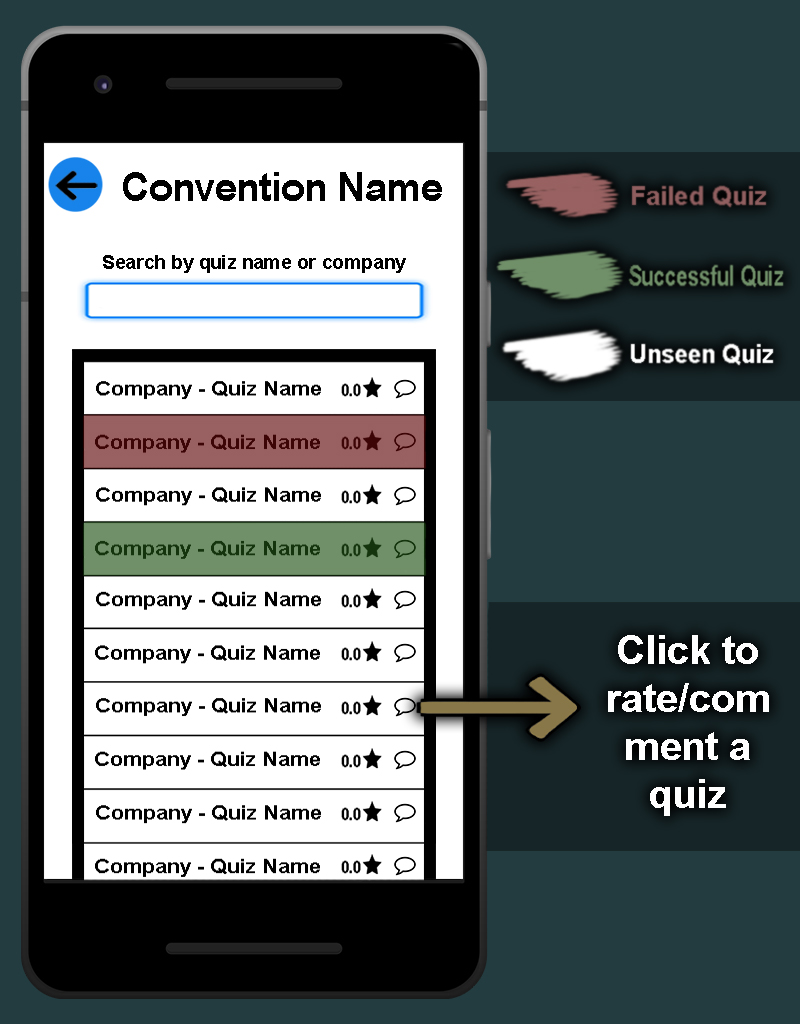 Convention Name
Search by quiz name or company
Company - Quiz Name 0.0
Company - Quiz Name 0.0
Company - Quiz Name 0.0
Company - Quiz Name 0.0
Company - Quiz Name 0.0
Company - Quiz Name 0.0
Company - Quiz Name 0.0
Company - Quiz Name 0.0
Company - Quiz Name 0.0
Company - Quiz Name 0.0
Failed Quiz
Successful Quiz
Unseen Quiz
Click to
rate/com
ment a
quiz